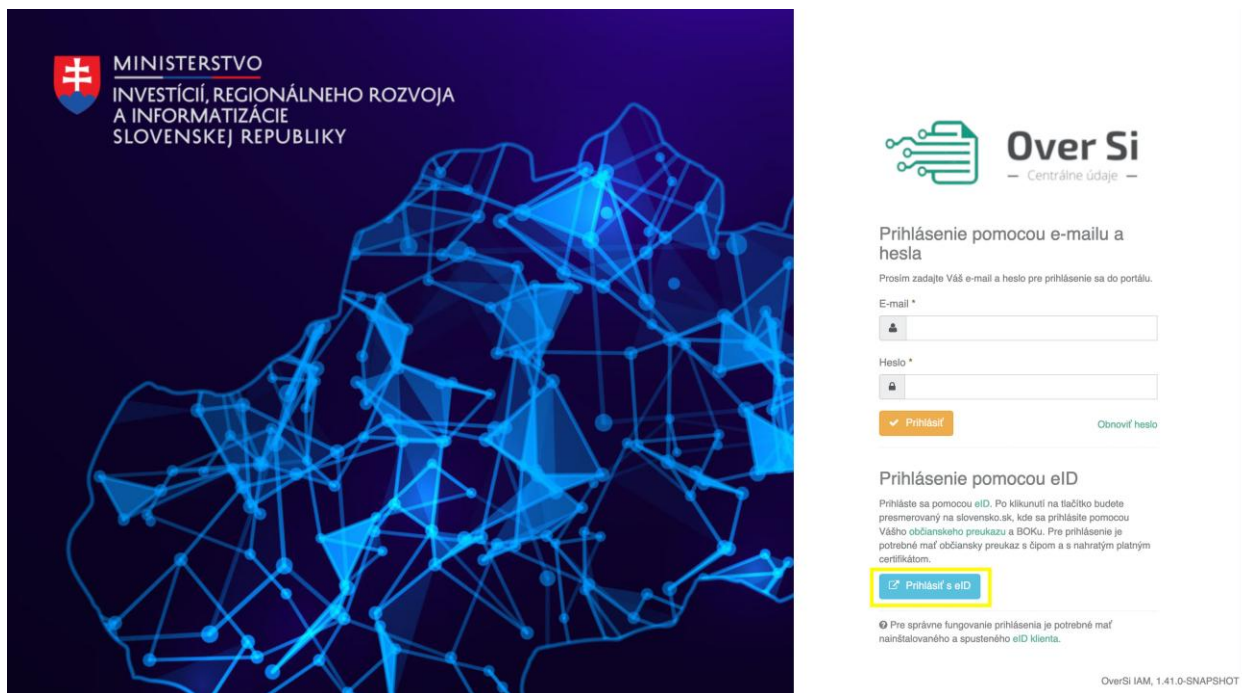 MINISTERSTVO
INVESTÍCIÍ, REGIONÁLNEHO ROZVOJA
A INFORMATIZÁCIE
SLOVENSKEJ REPUBLIKY
Over Si
— Centrálne údaje —
Prihlásenie pomocou e-mailu a
hesla
Prosím zadajte Váš e-mail a heslo pre prihlásenie sa do portálu.
E-mail *
Heslo *
Prihlásiť
Obnoviť heslo
Prihlásenie pomocou eID
Prihláste sa pomocou eID. Po klikunutí na tlačítko budete
presmerovaný na slovensko.sk, kde sa prihlásite pomocou
Vášho občianskeho preukazu a BOKu. Pre prihlásenie je
potrebné mať občiansky preukaz s čipom a s nahratým platným
certifikátom.
Prihlásiť s eID
Pre správne fungovanie prihlásenia je potrebné mať
nainštalovaného a spusteného eID klienta.
OverSi IAM, 1.41.0-SNAPSHOT